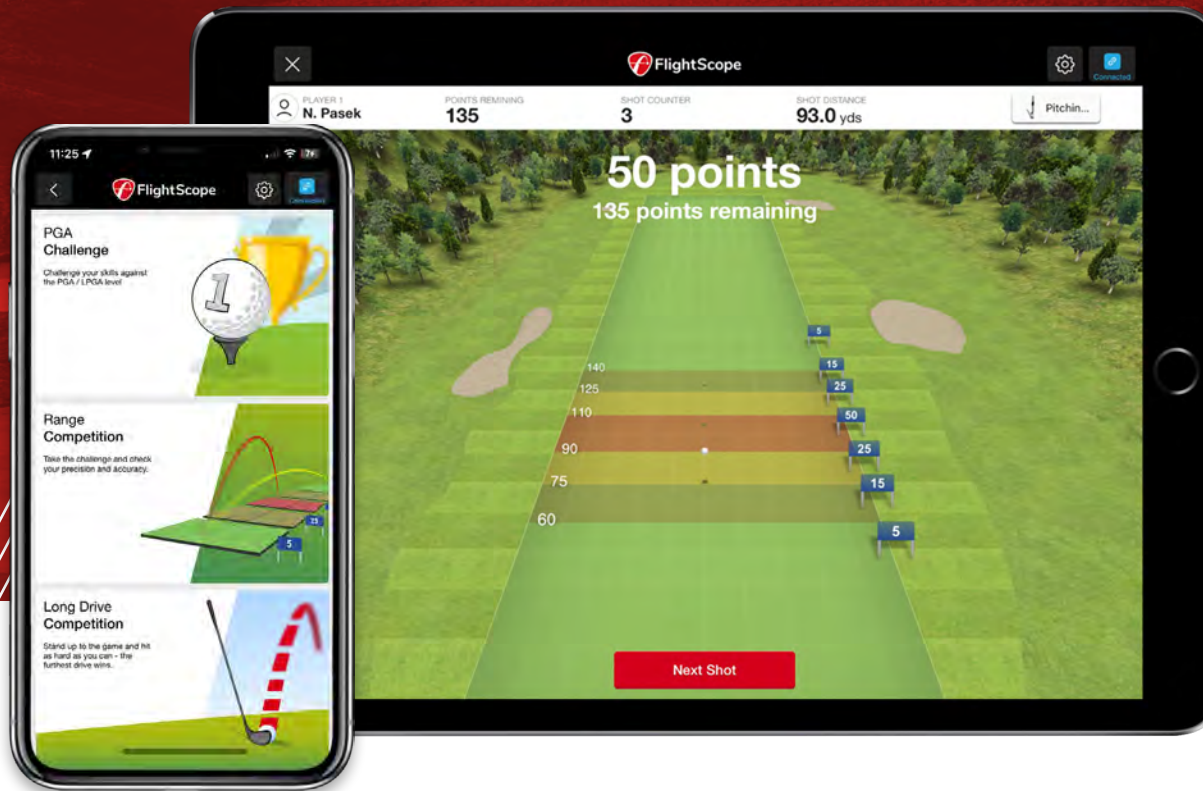 11:25
FlightScope
Connected
PGA
Challenge
Challenge your skills against
the PGA / LPGA level
1
Range
Competition
Take the challenge and check
your precision and accuracy.
25
5
Long Drive
Competition
Stand up to the game and hit
as hard as you can - the
furthest drive wins.
FlightScope
Connected
PLAYER 1
N. Pasek
POINTS REMINING
135
SHOT COUNTER
3
SHOT DISTANCE
93.0 yds
Pitchin...
50 points
135 points remaining
5
140
15
125
25
110
50
90
25
75
15
60
5
Next Shot